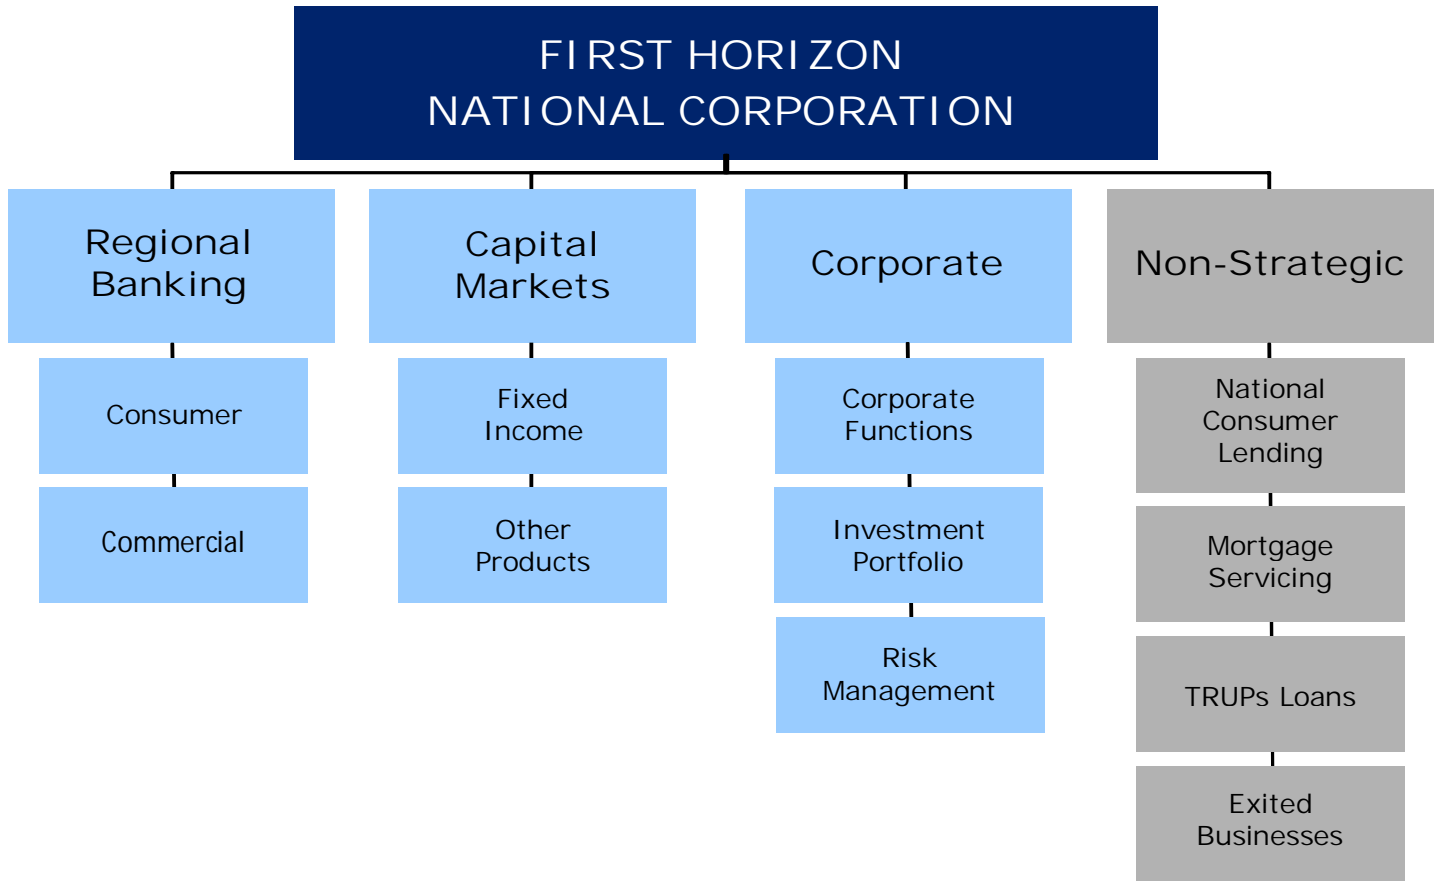 FIRST HORIZON
NATIONAL CORPORATION
Regional
Banking
Capital
Markets
Corporate
Non-Strategic
Consumer
Commercial
Fixed
Income
Other
Products
Corporate
Functions
Investment
Portfolio
Risk
Management
National
Consumer
Lending
Mortgage
Servicing
TRUPs Loans
Exited
Businesses